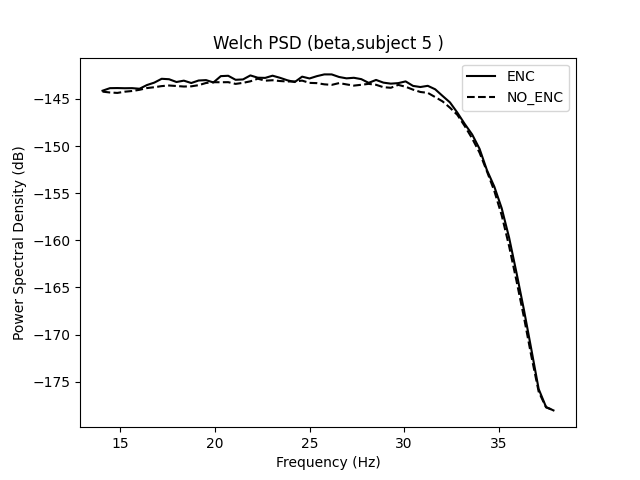 Welch PSD (beta,subject 5 )
ENC
NO_ENC
Power Spectral Density (dB)
−145
−150
−155
−160
−165
−170
−175
15 20 25 30 35
Frequency (Hz)